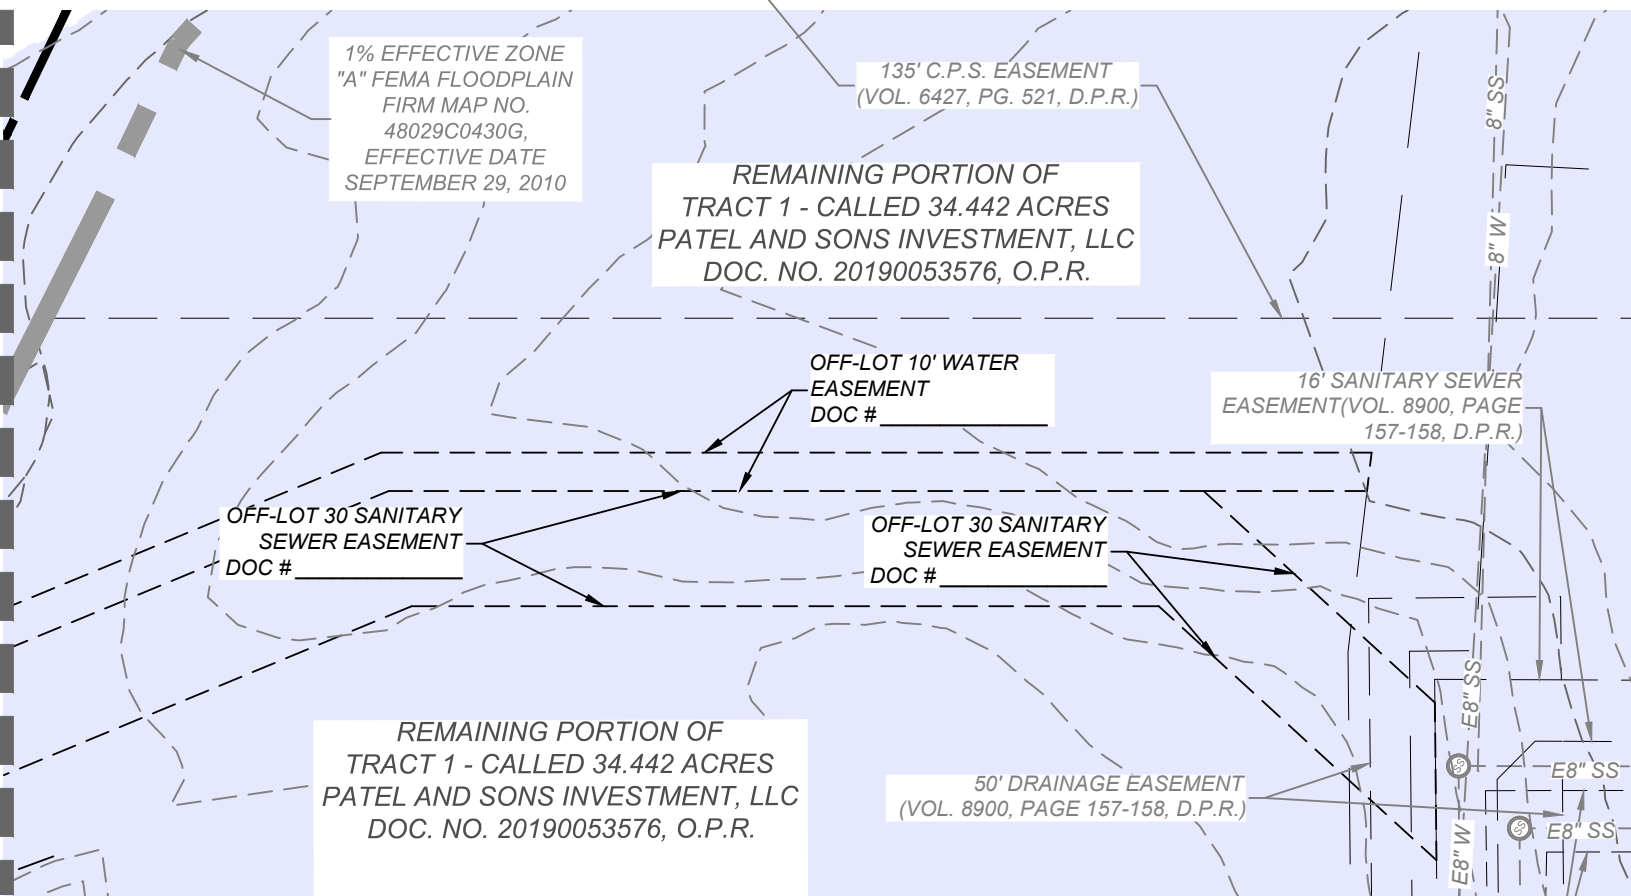 1% EFFECTIVE ZONE
"A" FEMA FLOODPLAIN
FIRM MAP NO.
48029C0430G,
EFFECTIVE DATE
SEPTEMBER 29, 2010
135' C.P.S. EASEMENT
(VOL. 6427, PG. 521, D.P.R.)
8" SS
REMAINING PORTION OF
TRACT 1 - CALLED 34.442 ACRES
PATEL AND SONS INVESTMENT, LLC
DOC. NO. 20190053576, O.P.R.
8" W
OFF-LOT 10' WATER
EASEMENT
DOC # ______________
16' SANITARY SEWER
EASEMENT(VOL. 8900, PAGE
157-158, D.P.R.)
OFF-LOT 30 SANITARY
SEWER EASEMENT
DOC # ______________
OFF-LOT 30 SANITARY
SEWER EASEMENT
DOC # ______________
E8" SS
REMAINING PORTION OF
TRACT 1 - CALLED 34.442 ACRES
PATEL AND SONS INVESTMENT, LLC
DOC. NO. 20190053576, O.P.R.
50' DRAINAGE EASEMENT
(VOL. 8900, PAGE 157-158, D.P.R.)
SS
E8" SS
SS
E8" SS
E8" W